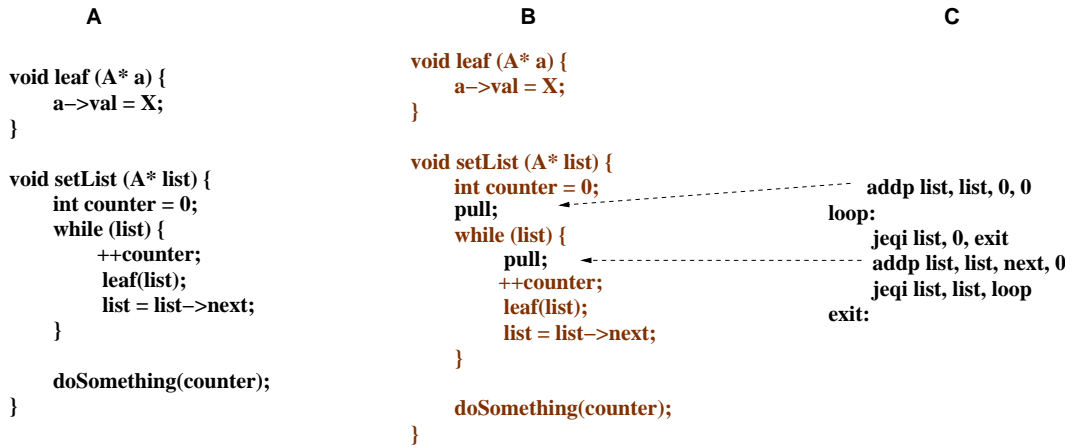 A
void leaf (A* a) {
a−>val = X;
}
void setList (A* list) {
int counter = 0;
while (list) {
++counter;
leaf(list);
list = list−>next;
}
doSomething(counter);
}
B
void leaf (A* a) {
a−>val = X;
}
void setList (A* list) {
int counter = 0;
pull;
while (list) {
pull;
++counter;
leaf(list);
list = list−>next;
}
doSomething(counter);
}
C
addp list, list, 0, 0
loop:
jeqi list, 0, exit
addp list, list, next, 0
jeqi list, list, loop
exit: